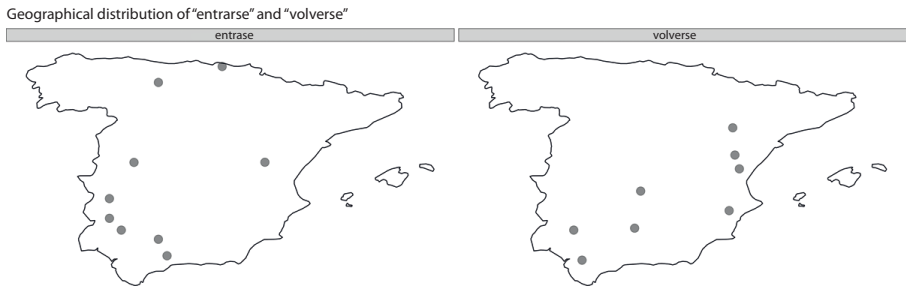 Geographical distribution of “entrarse” and “volverse”
entrase
volverse